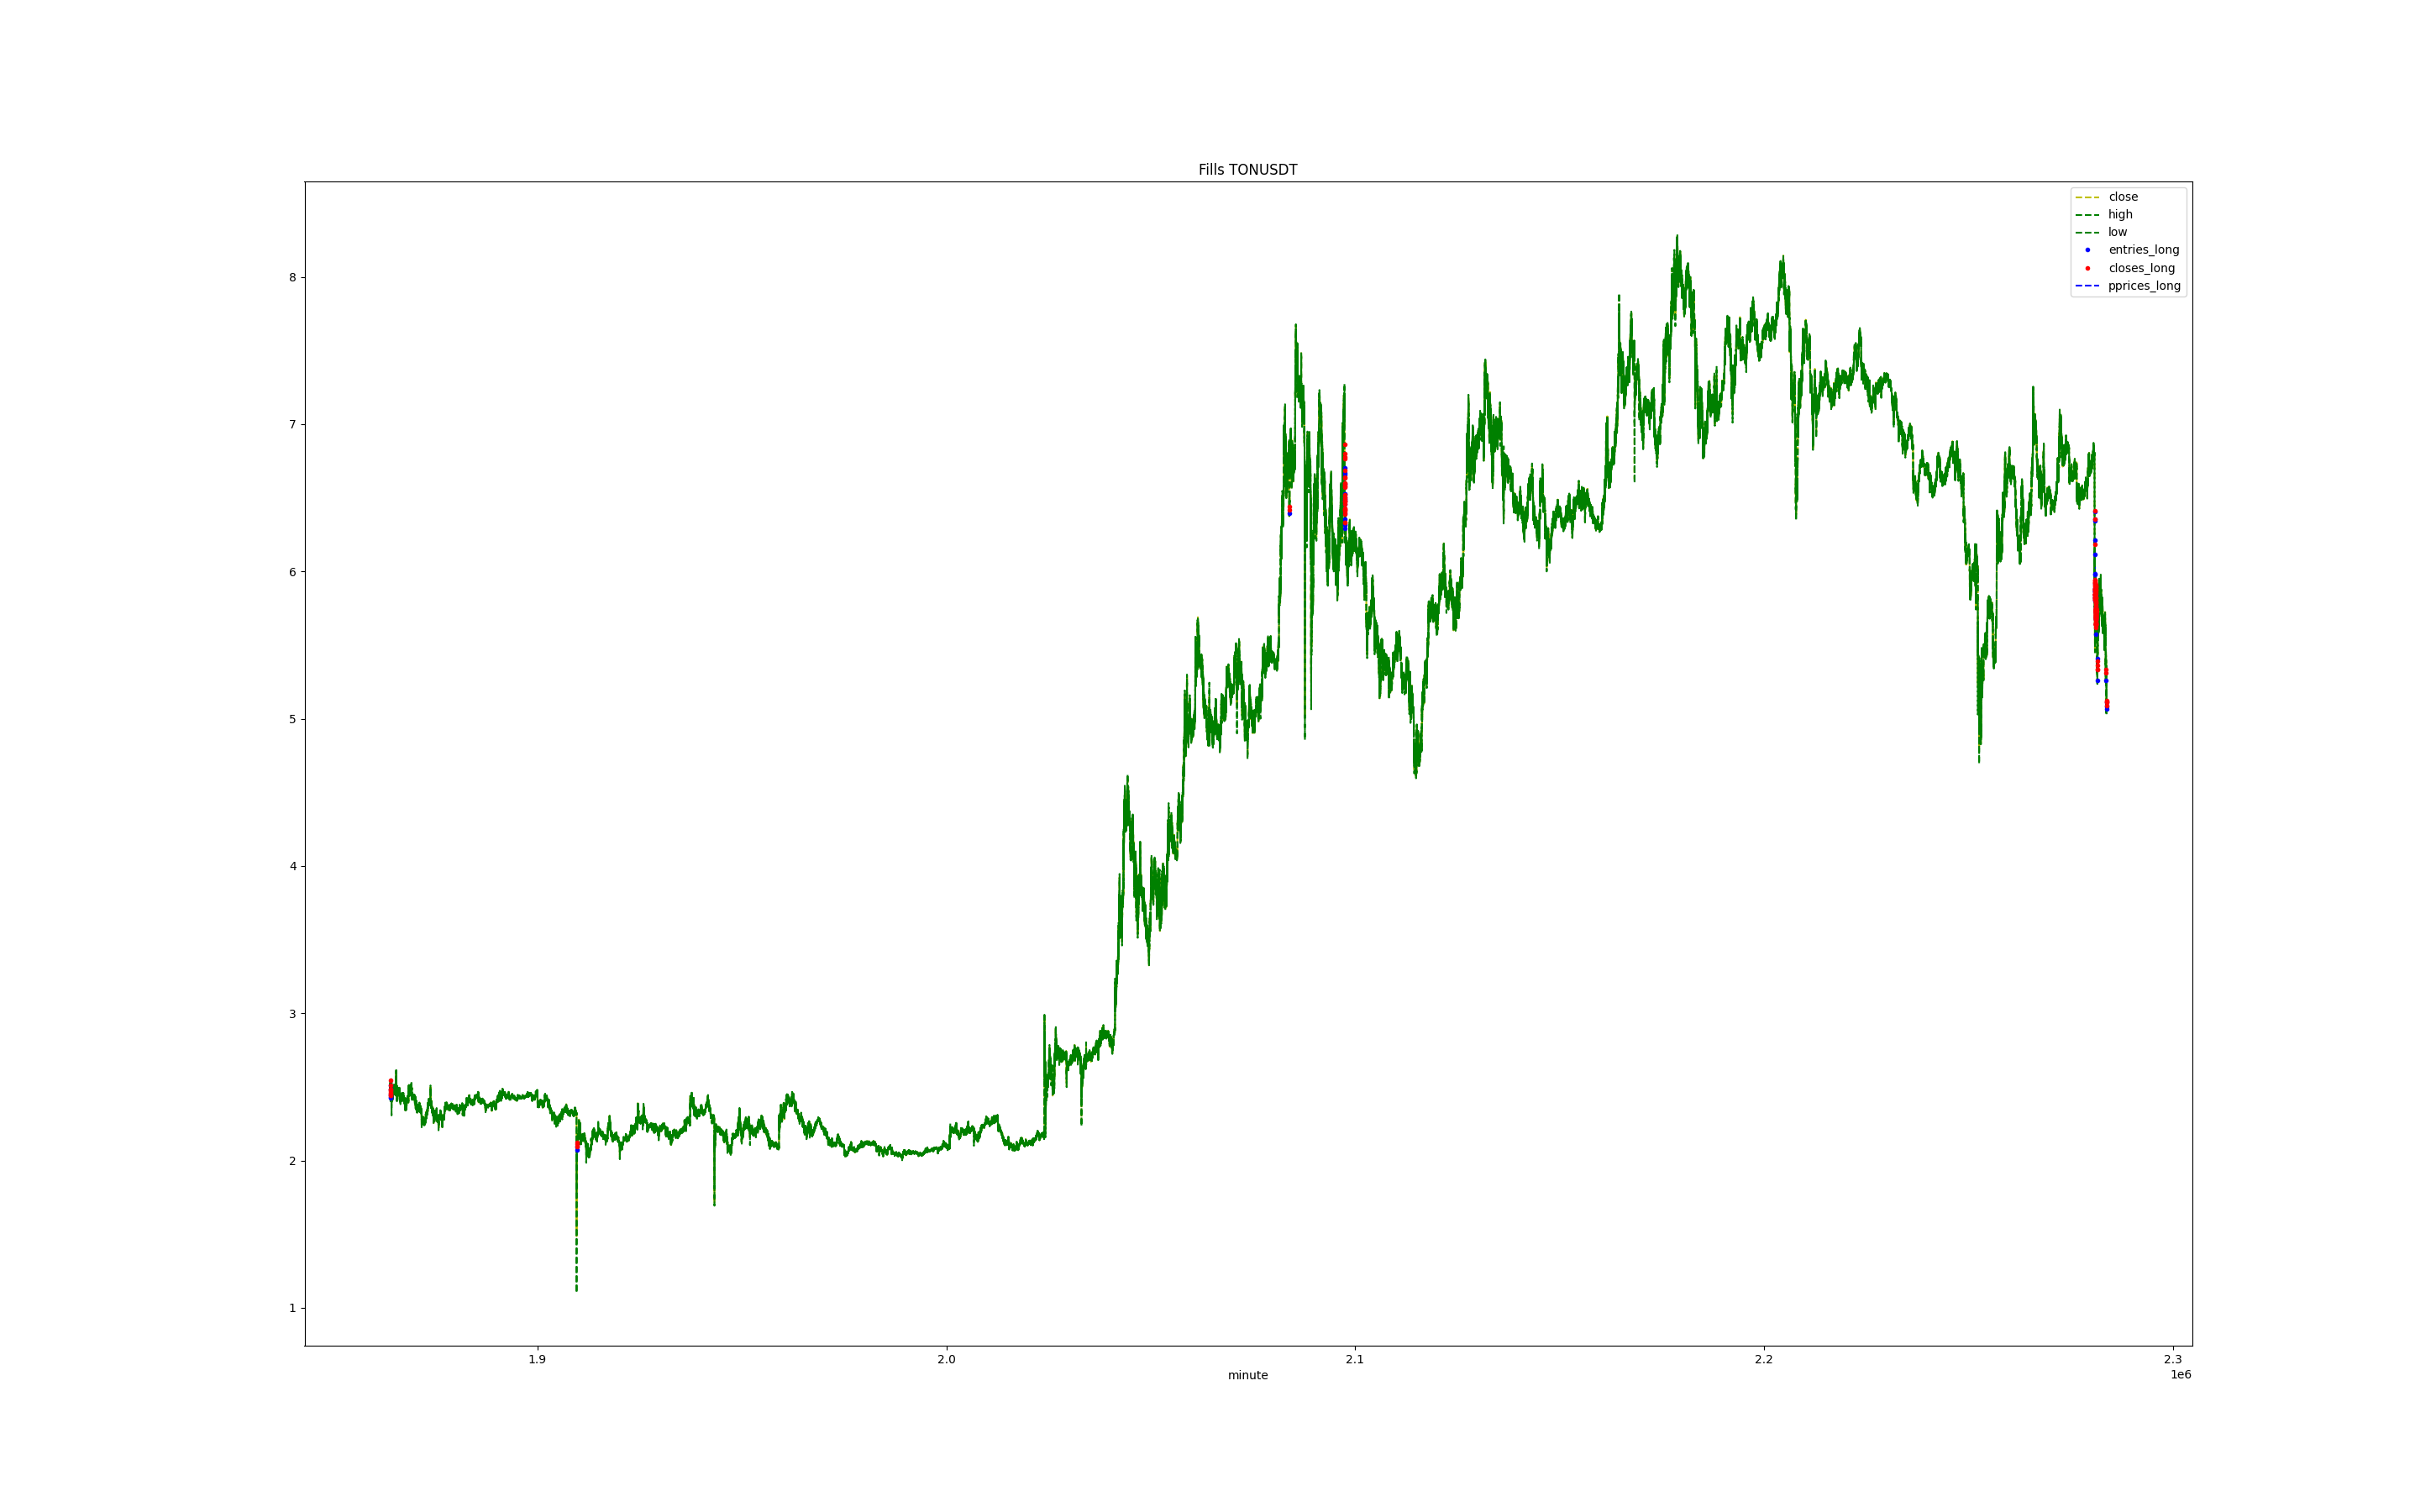 Fills TONUSDT
close
high
low
entries_long
closes_long
pprices_long
8
7
6
5
4
3
2
1
1.9 2.0 2.1 2.2 2.3
minute
1e6